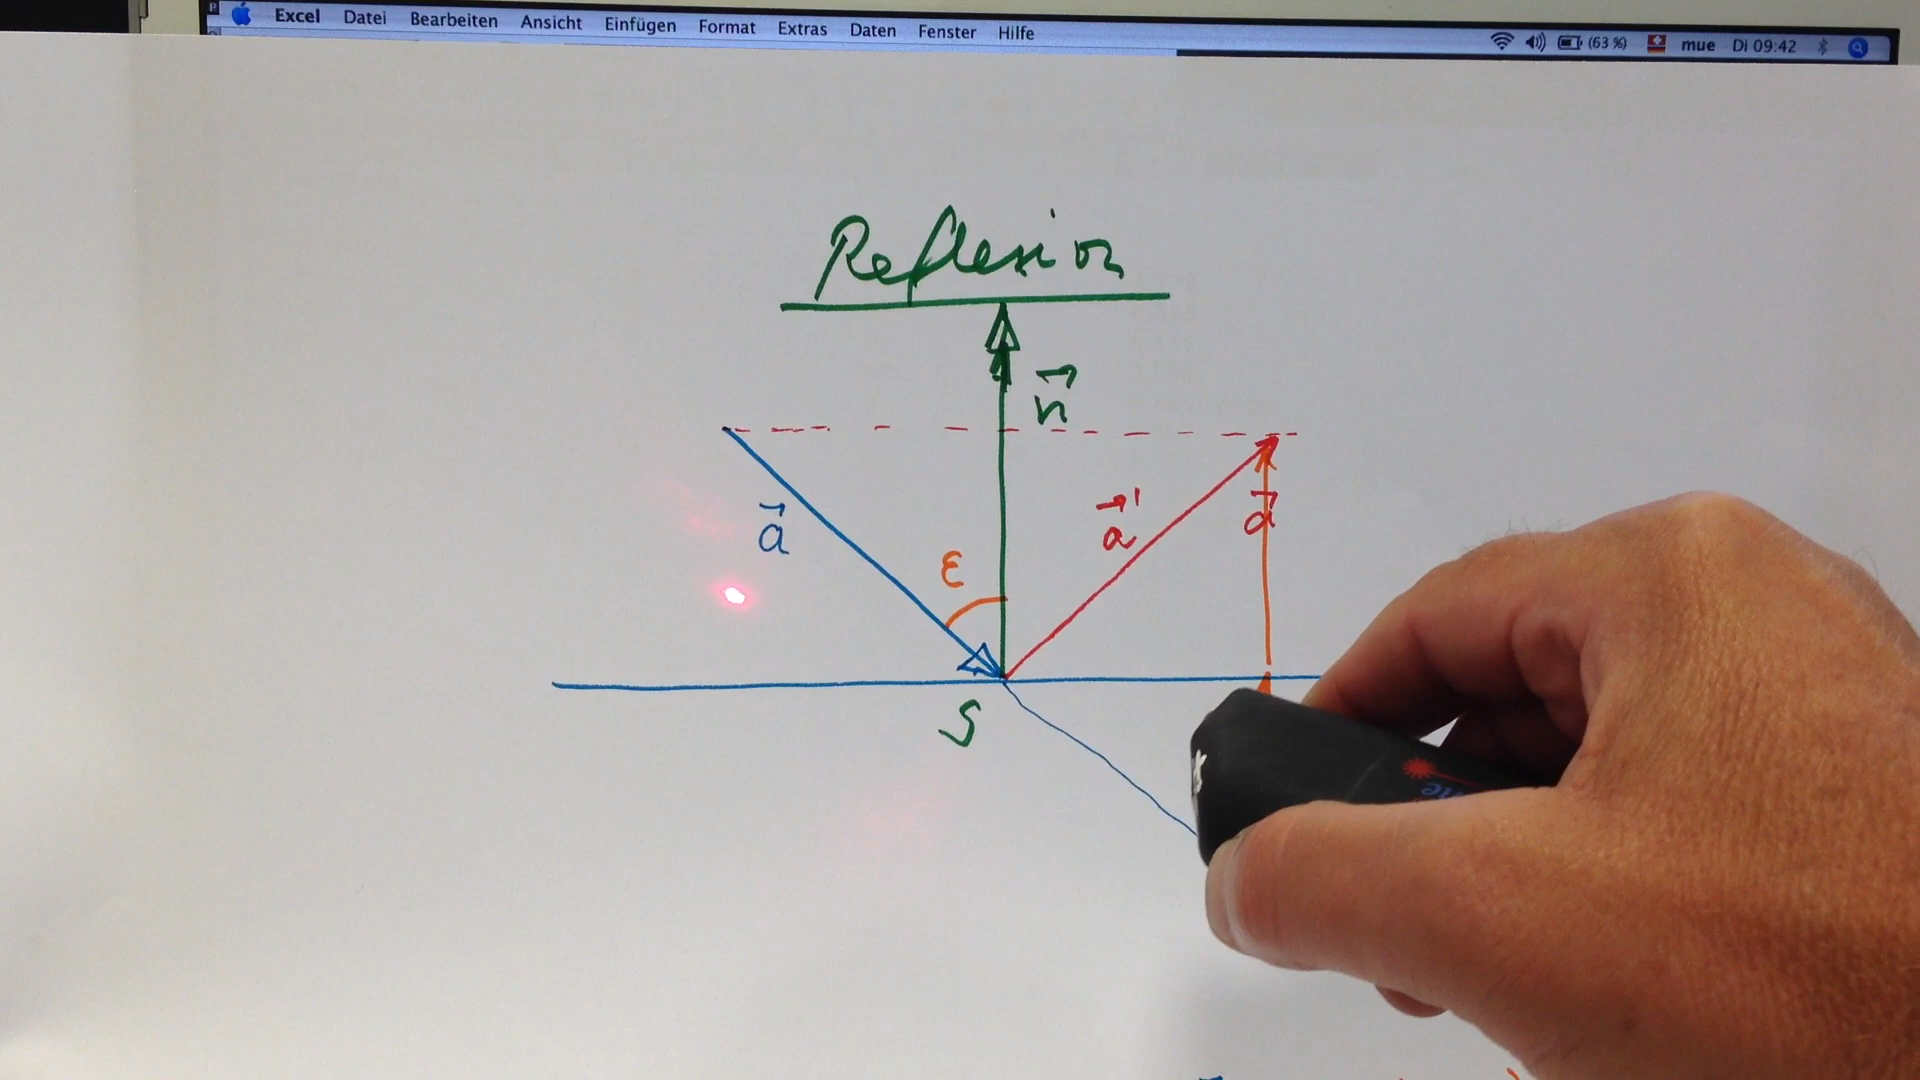 Excel Datei Bearbeiten Ansicht Einfügen Format Extras Daten Fenster Hilfe (63 %) mue Di 09:42
Reflexion
n
a
a'
d
ε
S